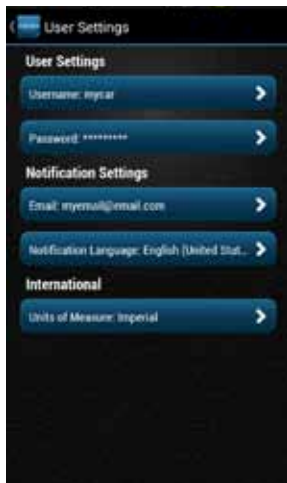 User Settings
User Settings
Username: mycar
Password: *********
Notification Settings
Email: myemail@email.com
Notification Language: English (United Stat...
International
Units of Measure: Imperial